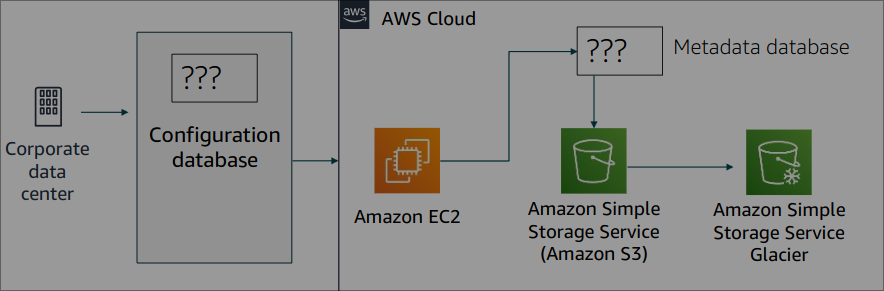 aws
AWS Cloud
???
Configuration
database
Corporate
data
center
???
Metadata database
Amazon EC2
Amazon Simple
Storage Service
(Amazon S3)
Amazon Simple
Storage Service
Glacier